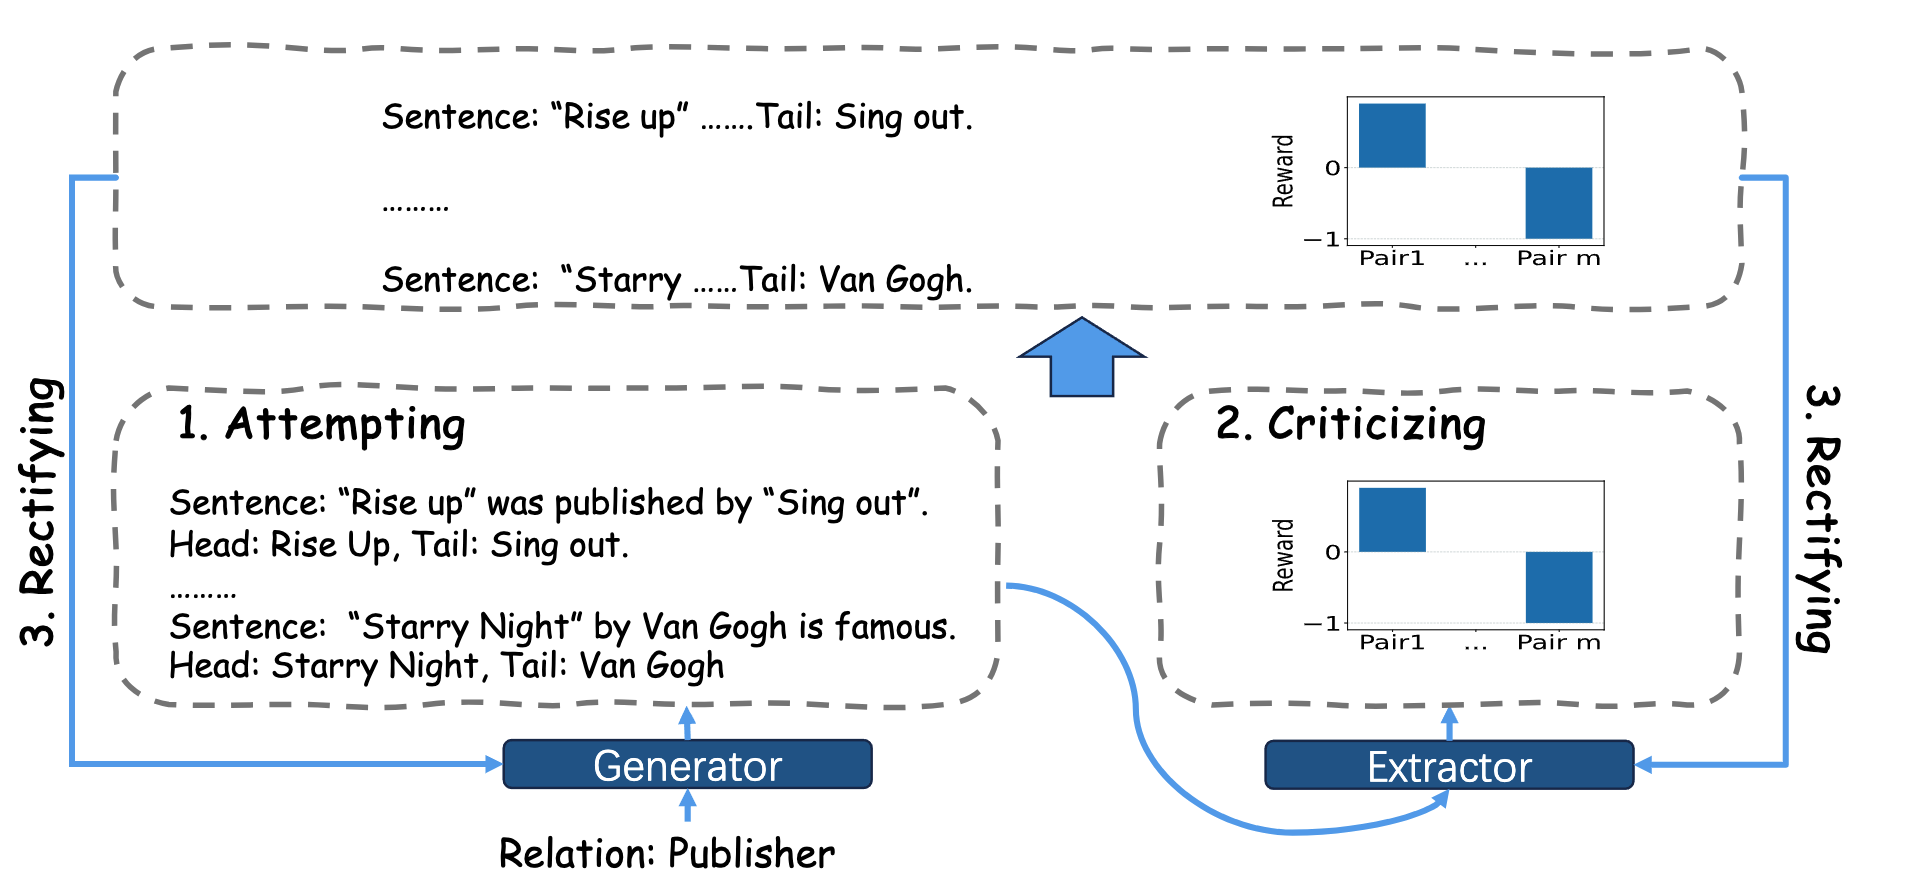 Sentence: “Rise up” .......Tail: Sing out.
.........
Sentence: “Starry ......Tail: Van Gogh.
Reward
0
−1
Pair1 ... Pair m
3. Rectifying
1. Attempting
Sentence: “Rise up” was published by “Sing out”.
Head: Rise Up, Tail: Sing out.
.........
Sentence: “Starry Night” by Van Gogh is famous.
Head: Starry Night, Tail: Van Gogh
2. Criticizing
Reward
0
−1
Pair1 ... Pair m
3. Rectifying
Generator
Extractor
Relation: Publisher